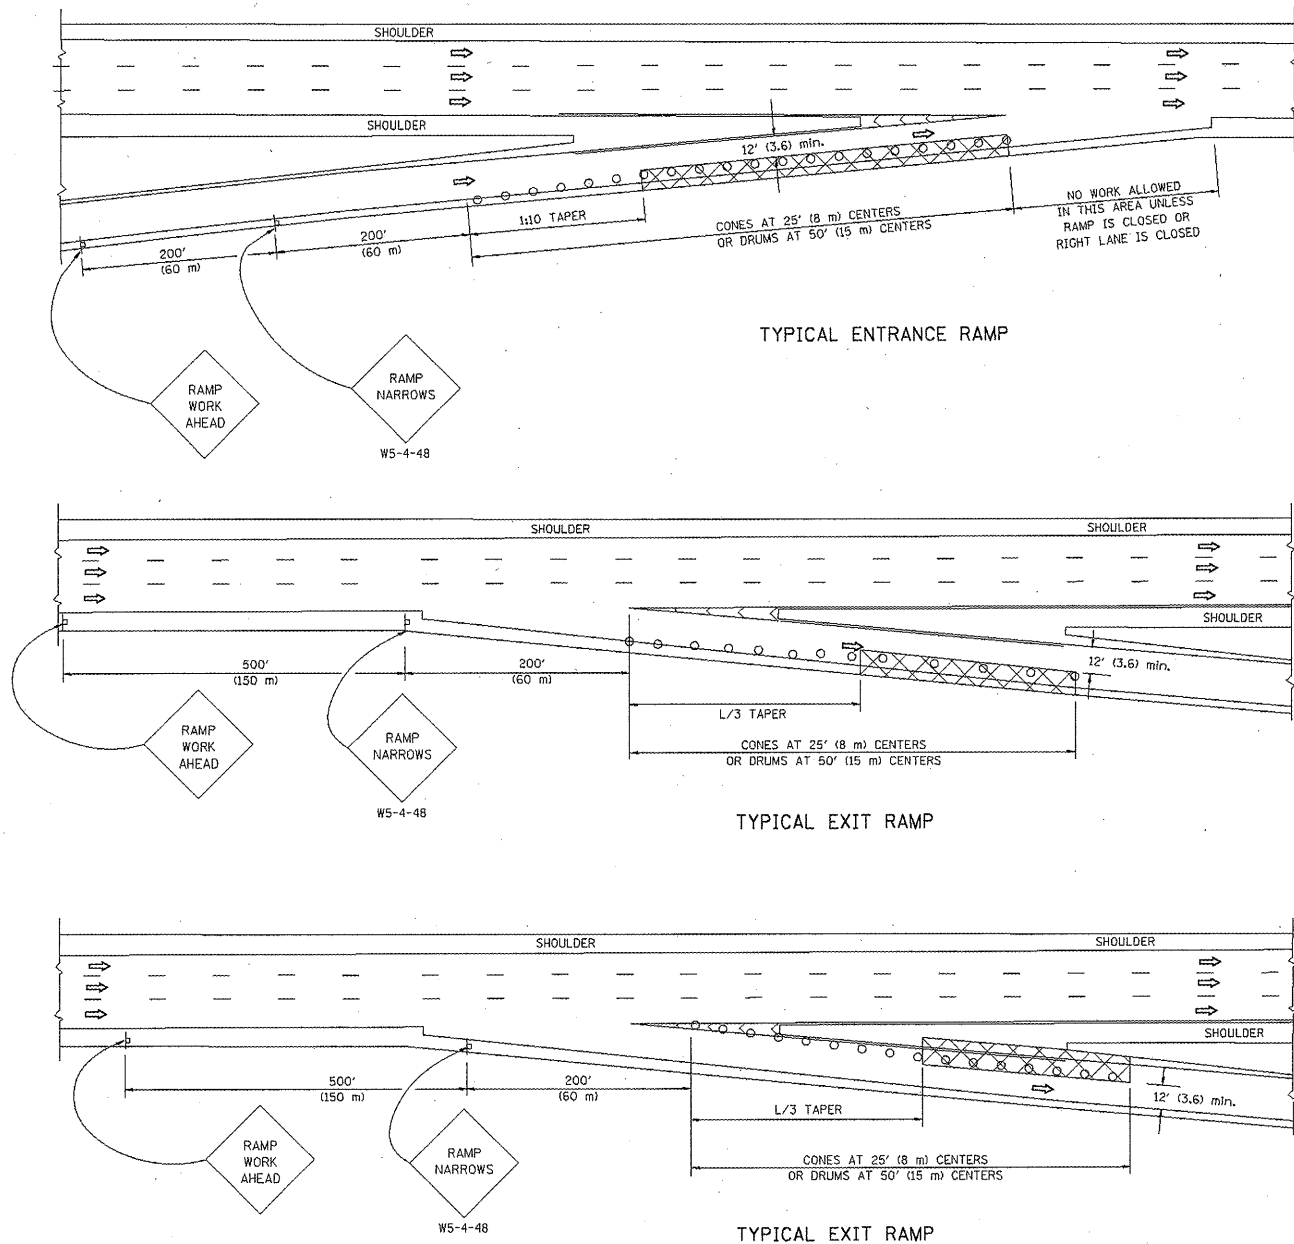 SHOULDER
SHOULDER
12' (3.6) min.
1:10 TAPER
200'
(60 m)
200'
(60 m)
CONES AT 25' (8 m) CENTERS
OR DRUMS AT 50' (15 m) CENTERS
NO WORK ALLOWED
IN THIS AREA UNLESS
RAMP IS CLOSED OR
RIGHT LANE IS CLOSED
TYPICAL ENTRANCE RAMP
RAMP
WORK
AHEAD
RAMP
NARROWS
W5-4-48
SHOULDER
SHOULDER
SHOULDER
12' (3.6) min.
500'
(150 m)
200'
(60 m)
L/3 TAPER
RAMP
WORK
AHEAD
RAMP
NARROWS
W5-4-48
CONES AT 25' (8 m) CENTERS
OR DRUMS AT 50' (15 m) CENTERS
TYPICAL EXIT RAMP
SHOULDER
SHOULDER
SHOULDER
500'
(150 m)
200'
(60 m)
12' (3.6) min.
L/3 TAPER
RAMP
WORK
AHEAD
RAMP
NARROWS
W5-4-48
CONES AT 25' (8 m) CENTERS
OR DRUMS AT 50' (15 m) CENTERS
TYPICAL EXIT RAMP